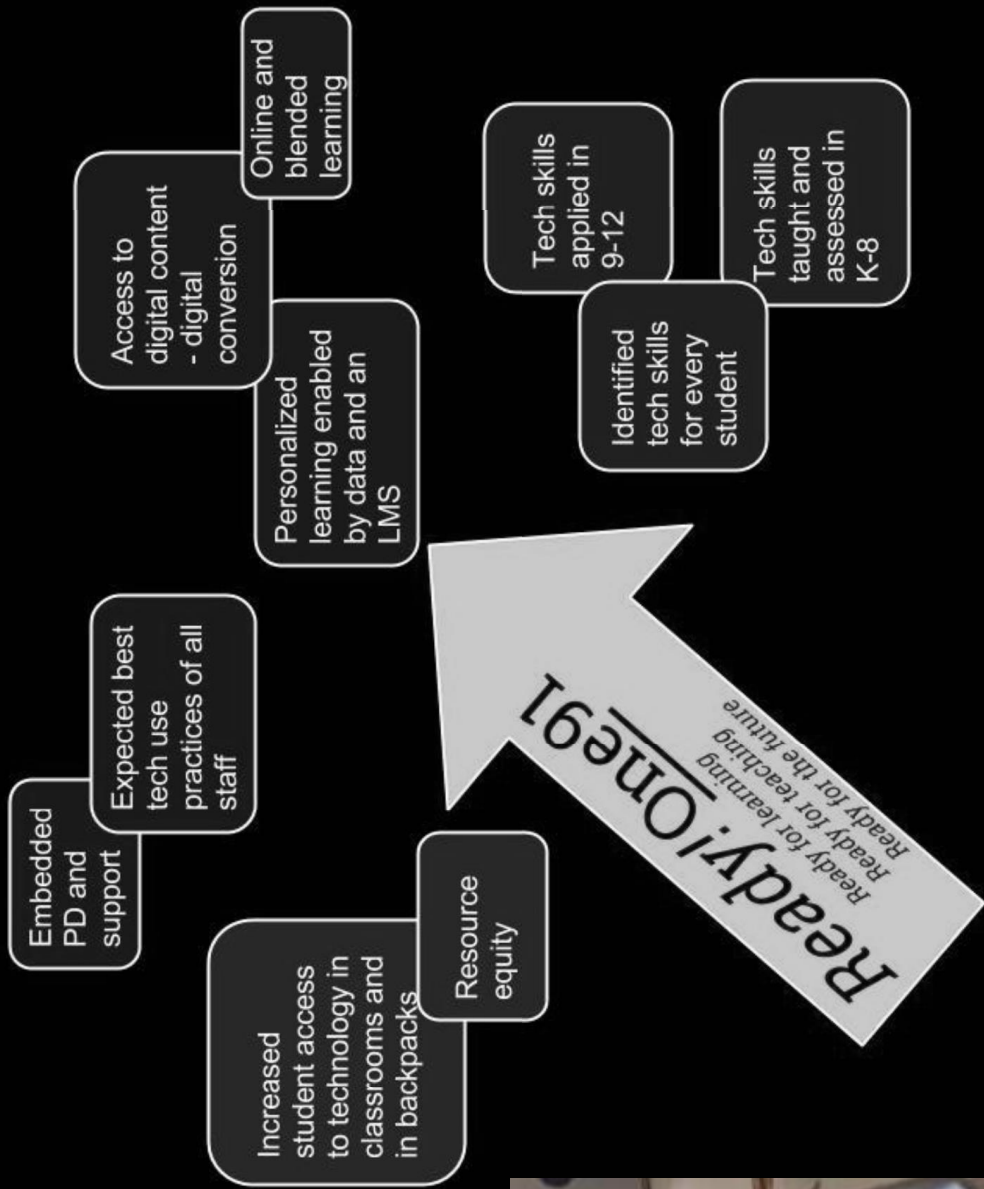 Embedded
PD and
support
Expected best
tech use
practices of all
staff
Increased
student access
to technology in
classrooms and
in backpacks
Resource
equity
Access to
digital content
- digital
conversion
Online and
blended
learning
Personalized
learning enabled
by data and an
LMS
Tech skills
applied in
9-12
Identified
tech skills
for every
student
Tech skills
taught and
assessed in
K-8
Ready!One91
Ready for learning
Ready for teaching
Ready for the future